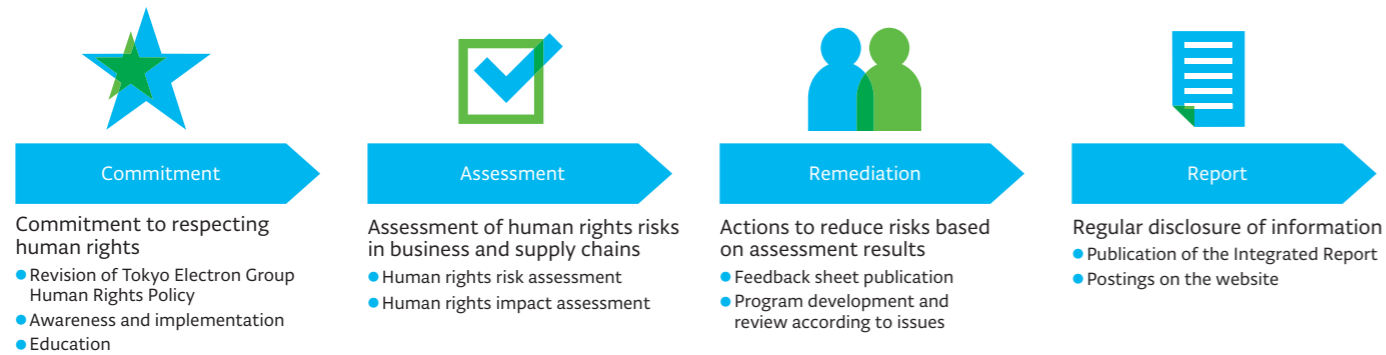 Commitment
Commitment to respecting
human rights
● Revision of Tokyo Electron Group
Human Rights Policy
● Awareness and implementation
● Education
Assessment
Assessment of human rights risks
in business and supply chains
● Human rights risk assessment
● Human rights impact assessment
Remediation
Actions to reduce risks based
on assessment results
● Feedback sheet publication
● Program development and
review according to issues
Report
Regular disclosure of information
● Publication of the Integrated Report
● Postings on the website